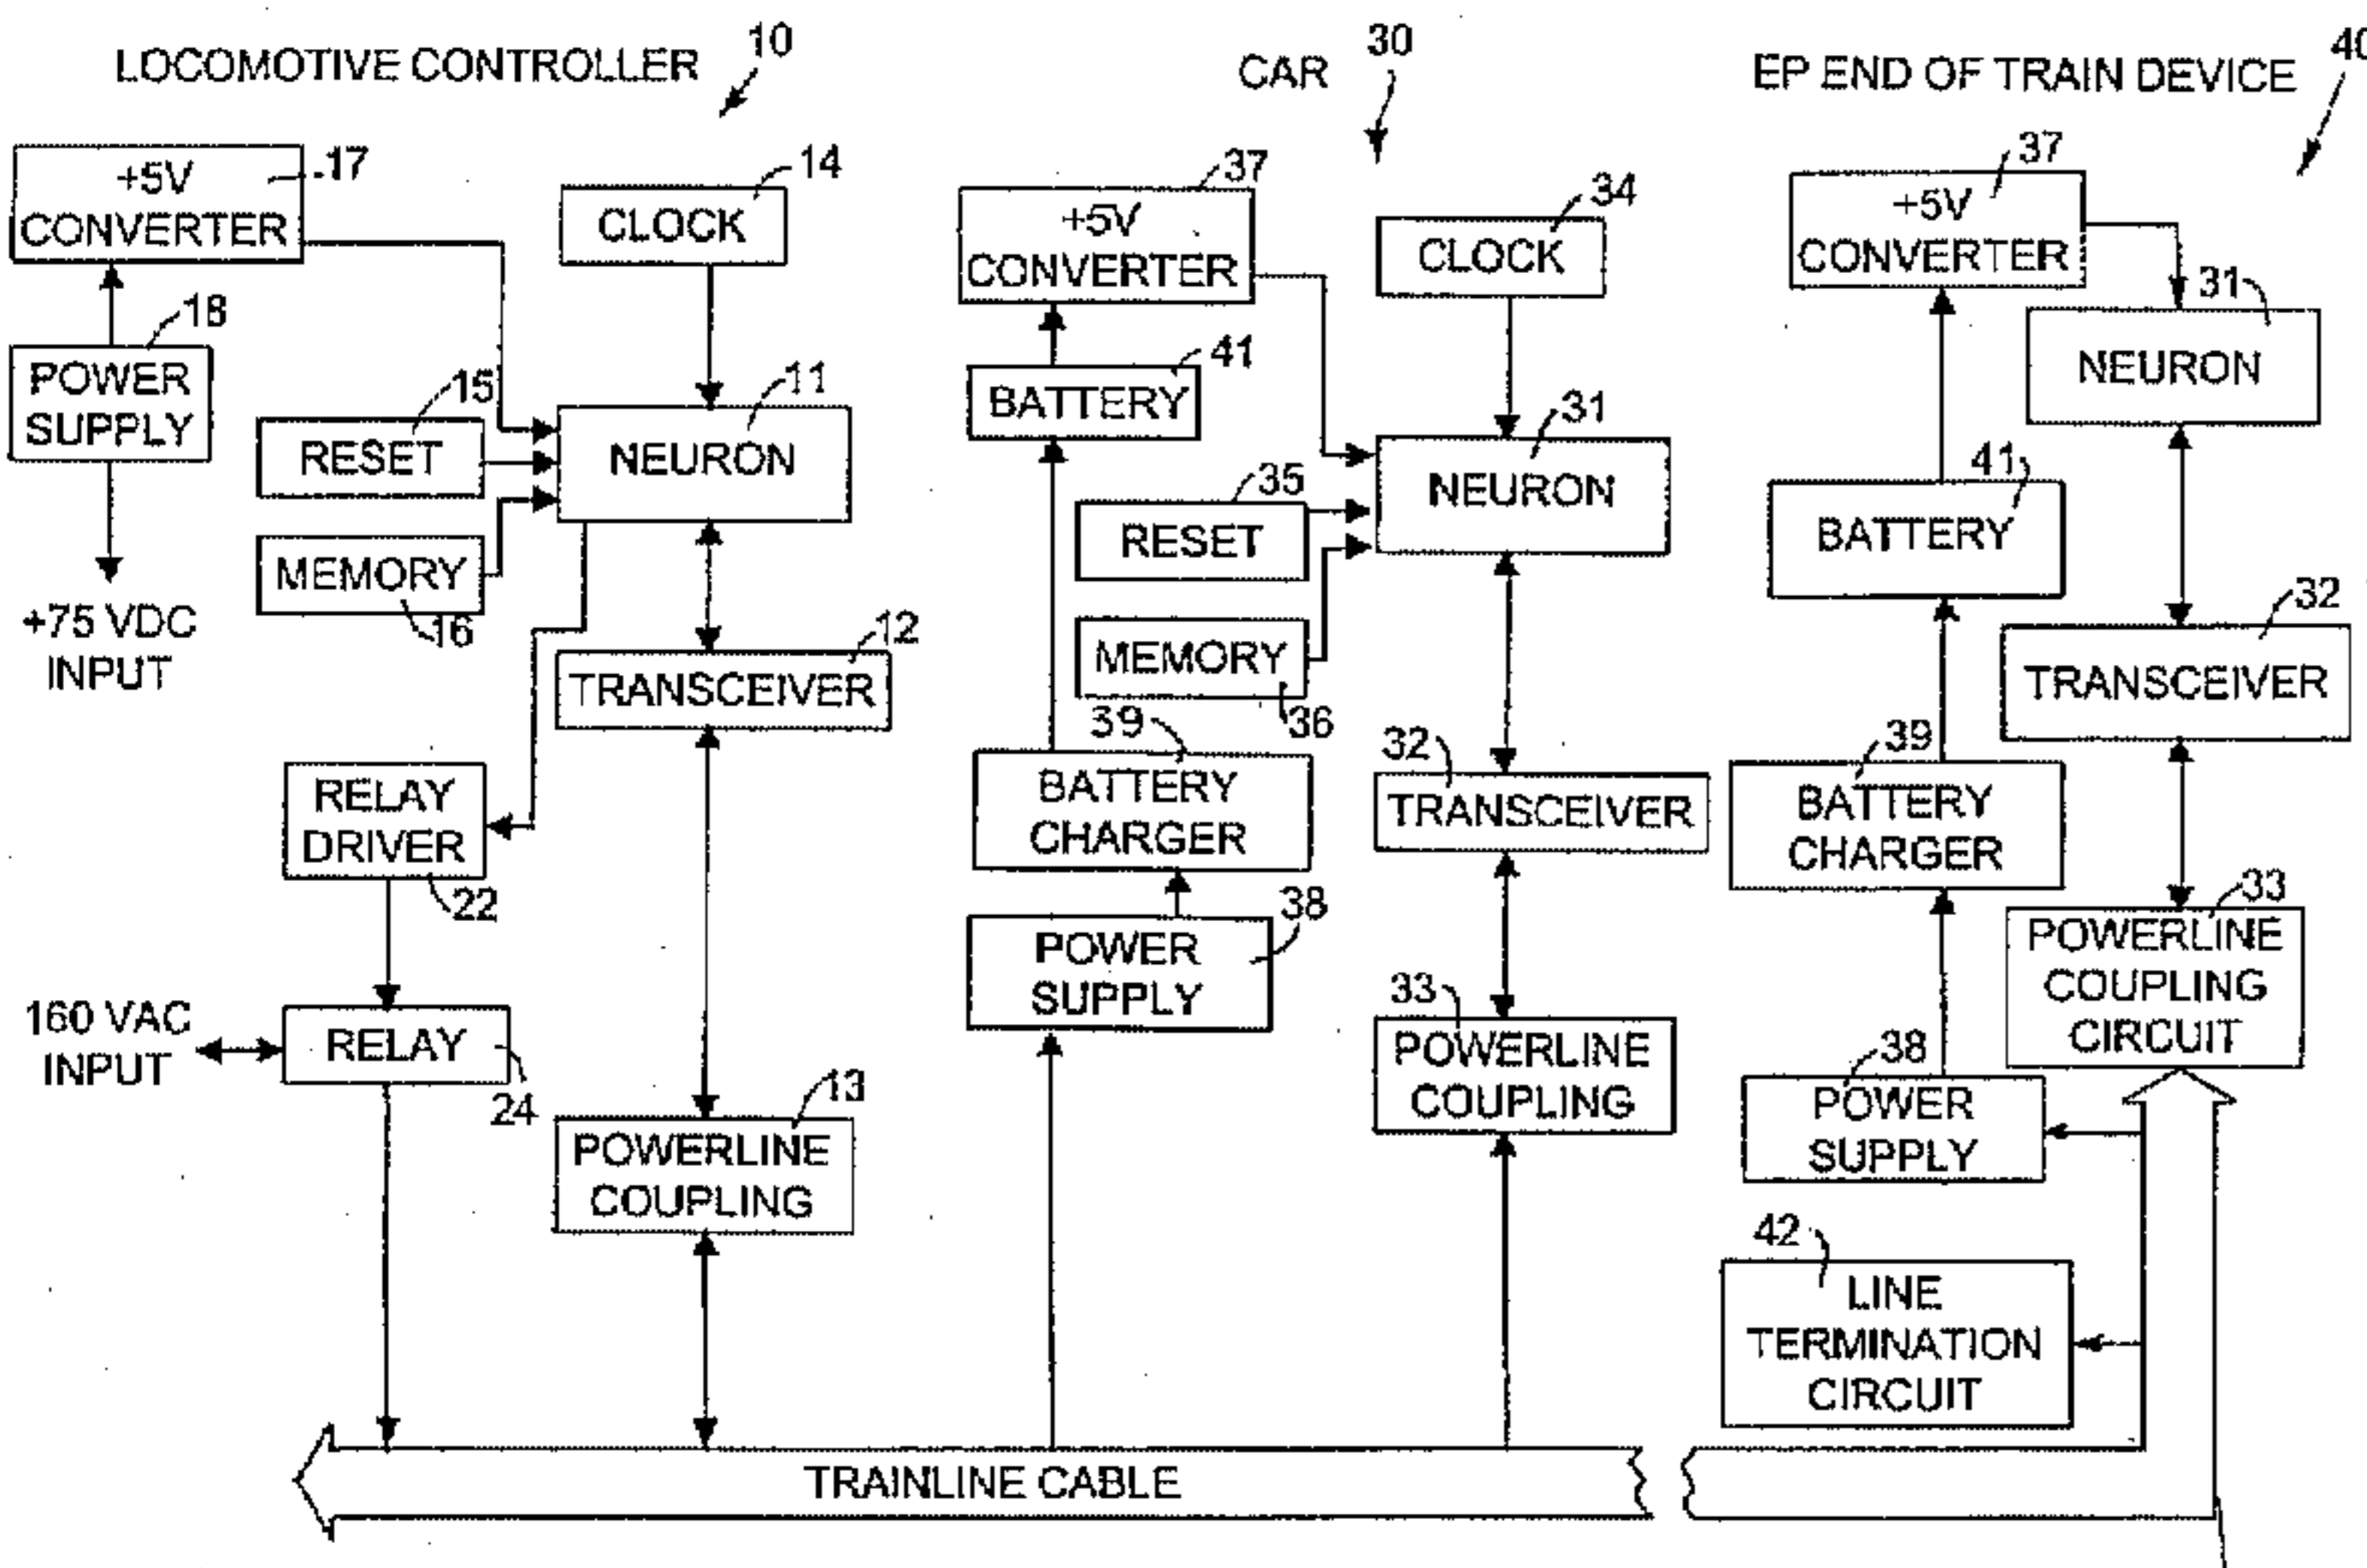 LOCOMOTIVE CONTROLLER
10
+5V
CONVERTER
17
14
CLOCK
18
POWER
SUPPLY
15
RESET
11
NEURON
MEMORY
16
+75 VDC
INPUT
12
TRANSCEIVER
RELAY
DRIVER
22
160 VAC
INPUT
RELAY
24
13
POWERLINE
COUPLING
CAR
30
37
+5V
CONVERTER
34
CLOCK
41
BATTERY
31
NEURON
35
RESET
MEMORY
36
39
BATTERY
CHARGER
32
TRANSCEIVER
38
POWER
SUPPLY
33
POWERLINE
COUPLING
EP END OF TRAIN DEVICE
40
37
+5V
CONVERTER
31
NEURON
41
BATTERY
32
TRANSCEIVER
39
BATTERY
CHARGER
33
POWERLINE
COUPLING
CIRCUIT
38
POWER
SUPPLY
42
LINE
TERMINATION
CIRCUIT
TRAINLINE CABLE